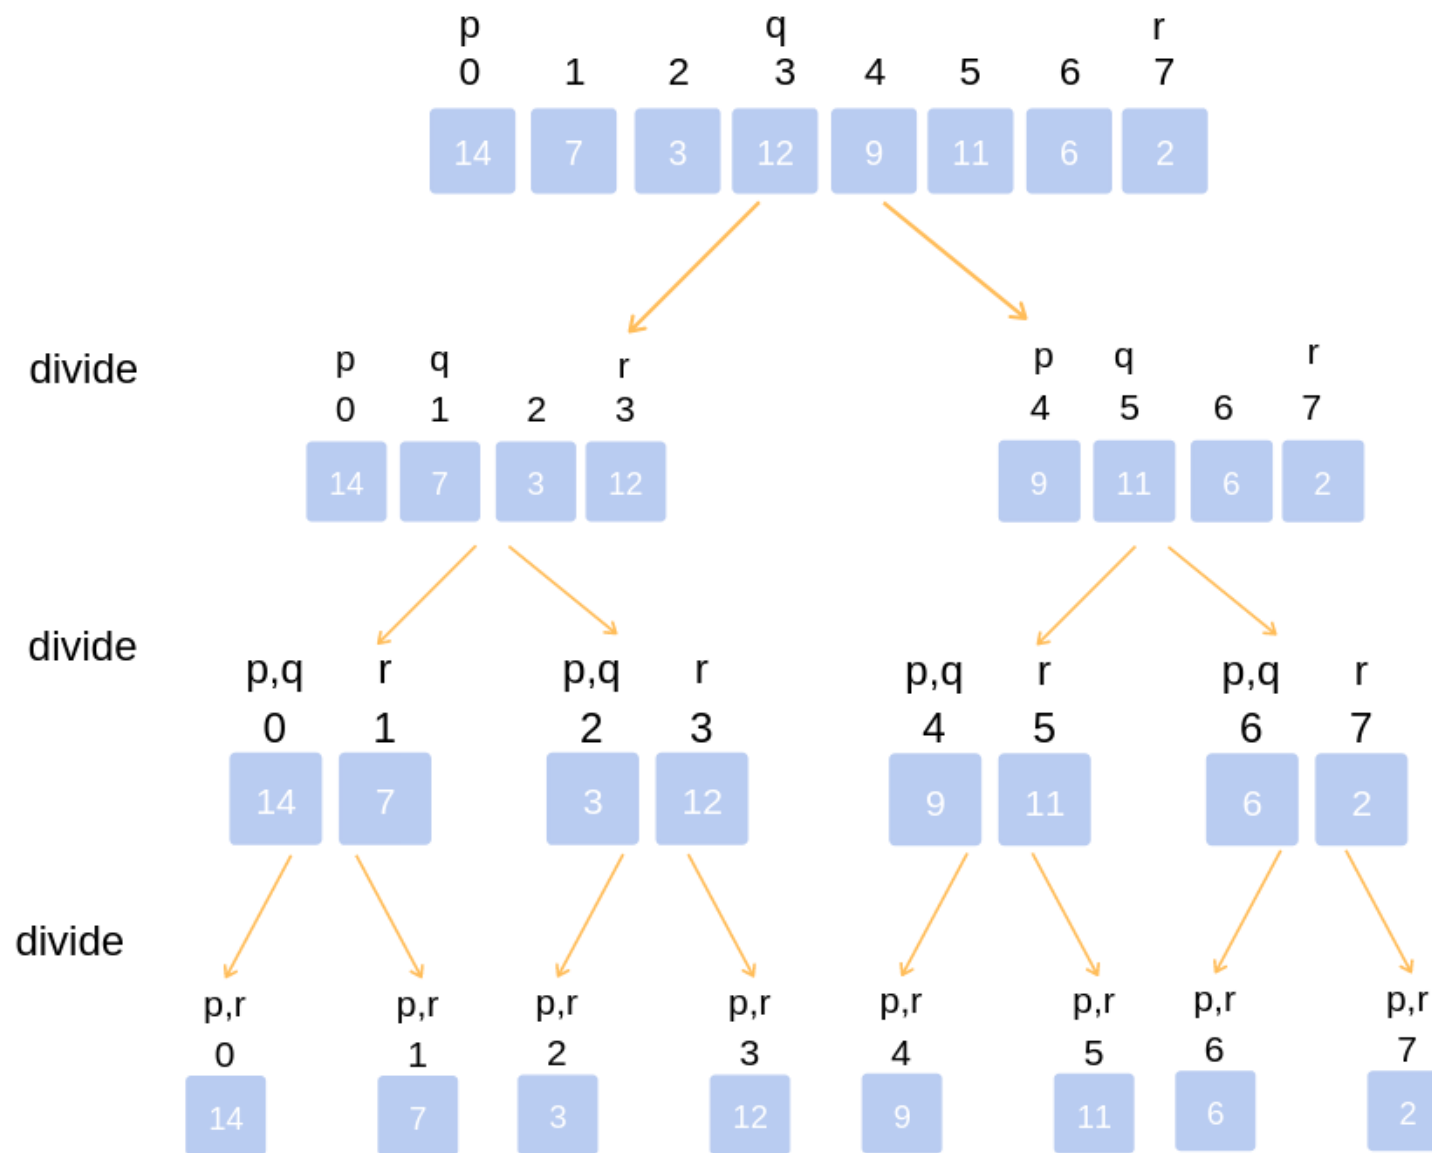 p q r
0 1 2 3 4 5 6 7
14 7 3 12 9 11 6 2
divide
p q r p q r
0 1 2 3 4 5 6 7
14 7 3 12 9 11 6 2
divide
p,q r p,q r p,q r p,q r
0 1 2 3 4 5 6 7
14 7 3 12 9 11 6 2
divide
p,r p,r p,r p,r p,r p,r p,r p,r
0 1 2 3 4 5 6 7
14 7 3 12 9 11 6 2